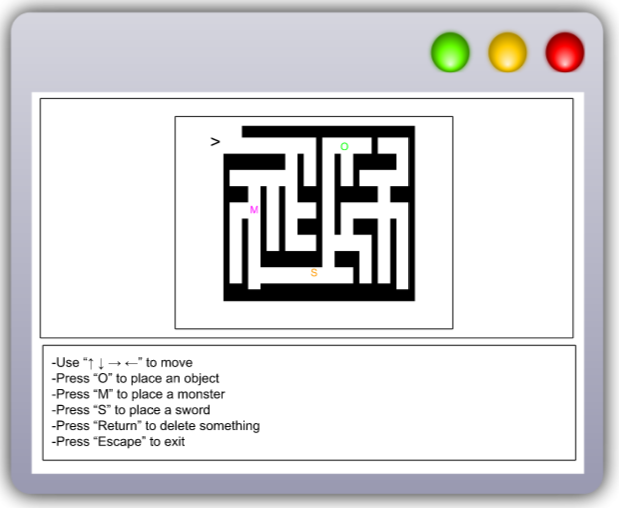 >
O
M
S
-Use “↑ ↓ → ←” to move
-Press “O” to place an object
-Press “M” to place a monster
-Press “S” to place a sword
-Press “Return” to delete something
-Press “Escape” to exit